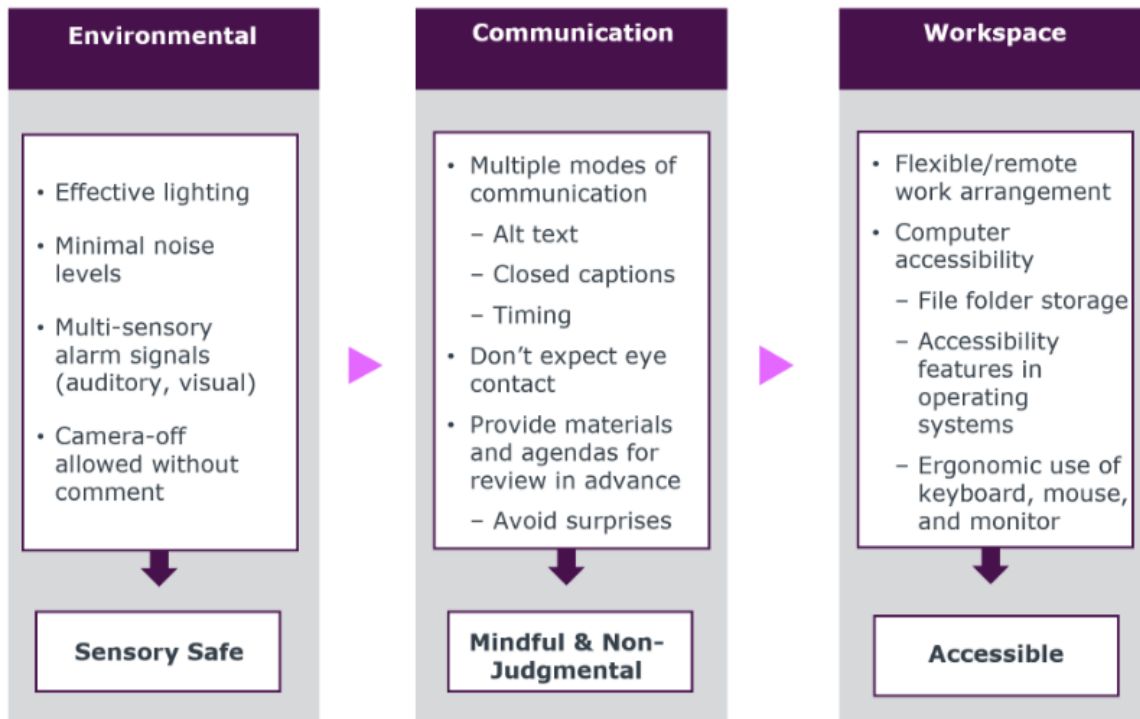 Environmental
• Effective lighting
• Minimal noise
levels
• Multi-sensory
alarm signals
(auditory, visual)
• Camera-off
allowed without
comment
Sensory Safe
Communication
• Multiple modes of
communication
– Alt text
– Closed captions
– Timing
• Don’t expect eye
contact
• Provide materials
and agendas for
review in advance
– Avoid surprises
Mindful & Non-
Judgmental
Workspace
• Flexible/remote
work arrangement
• Computer
accessibility
– File folder storage
– Accessibility
features in
operating
systems
– Ergonomic use of
keyboard, mouse,
and monitor
Accessible